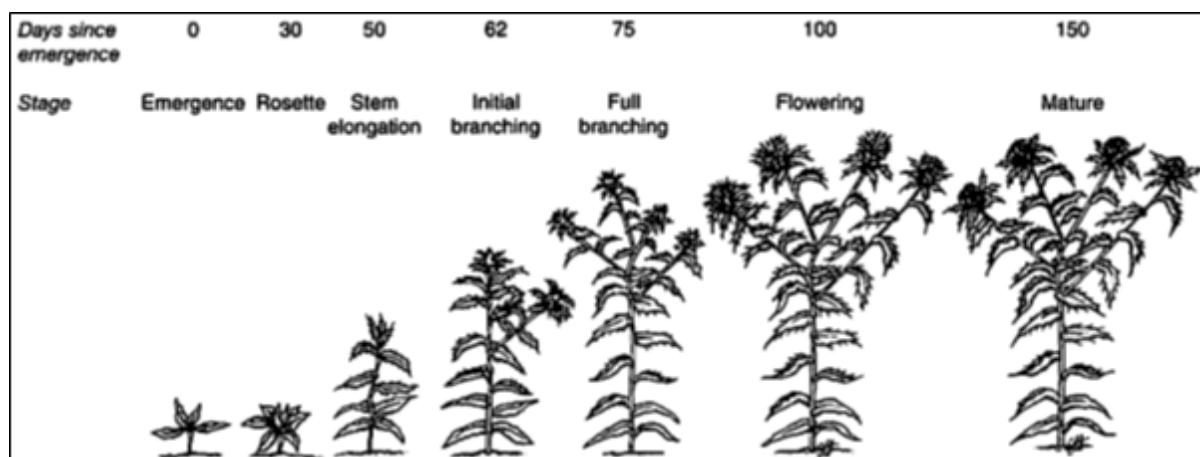 Days since emergence 0 30 50 62 75 100 150
Stage Emergence Rosette Stem elongation Initial branching Full branching Flowering Mature